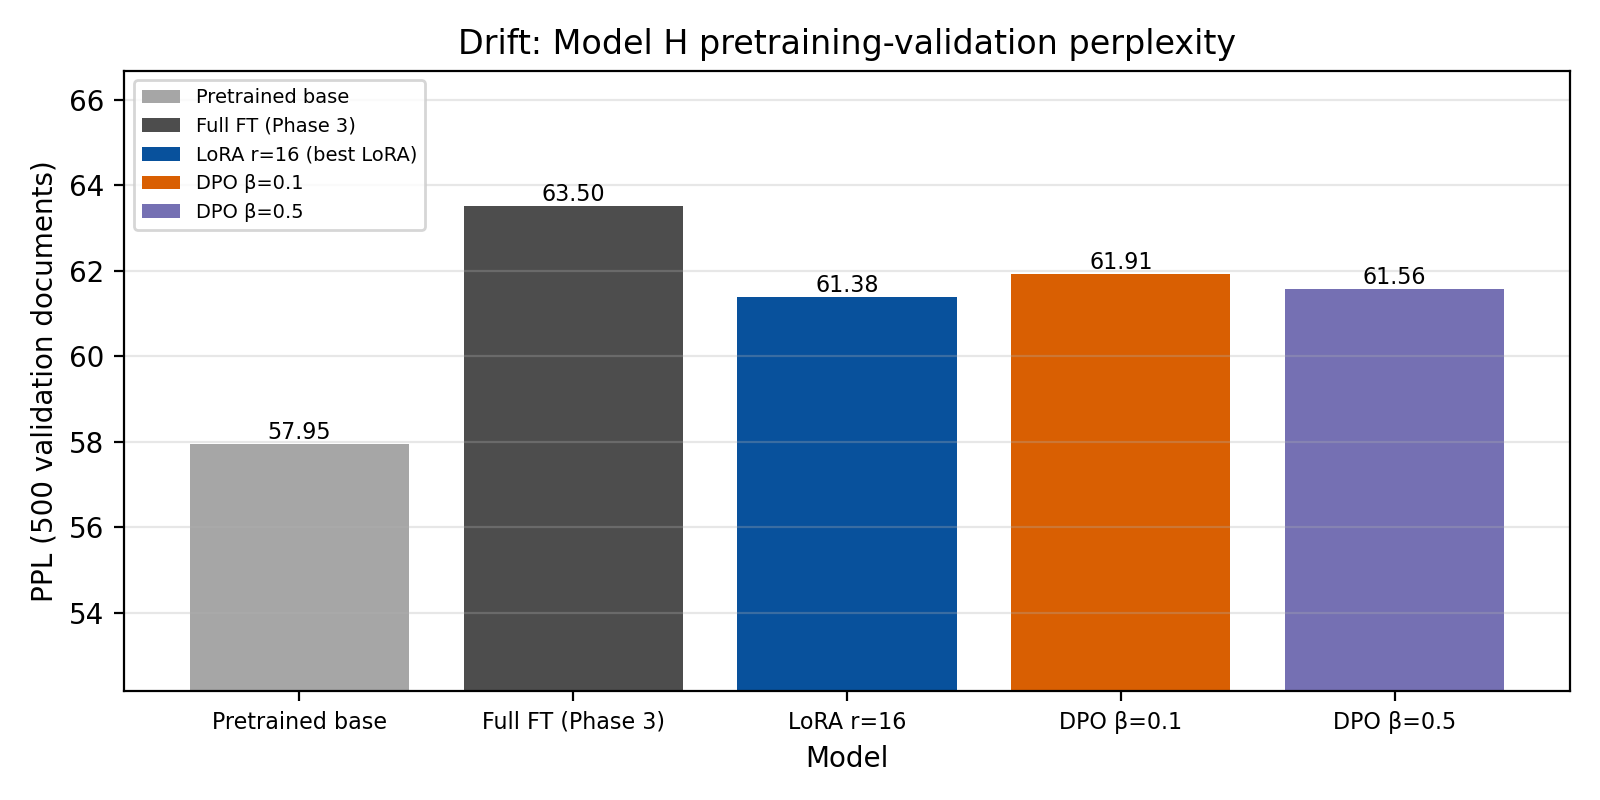 Drift: Model H pretraining-validation perplexity
PPL (500 validation documents)
66
64
62
60
58
56
54
Pretrained base
Full FT (Phase 3)
LoRA r=16 (best LoRA)
DPO β=0.1
DPO β=0.5
57.95
63.50
61.38
61.91
61.56
Pretrained base
Full FT (Phase 3)
LoRA r=16
DPO β=0.1
DPO β=0.5
Model